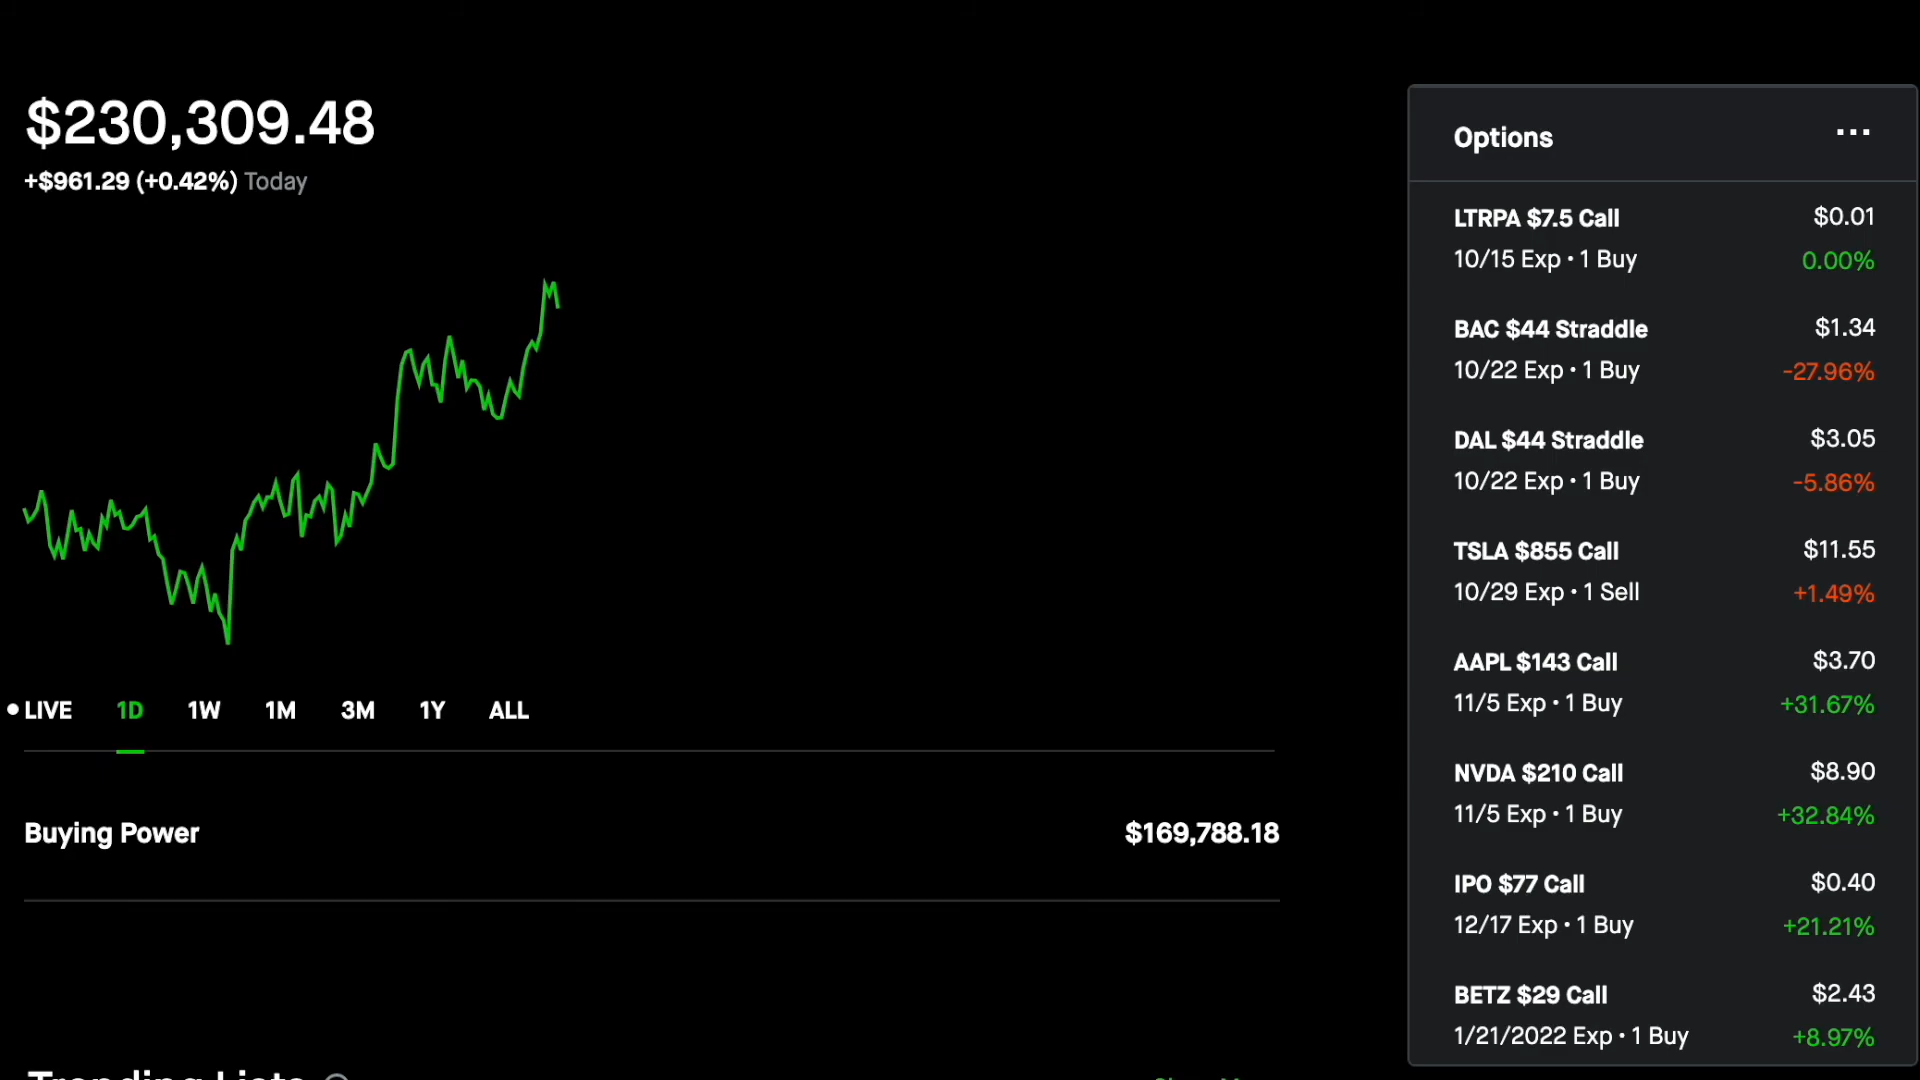 $230,309.48
+$961.29 (+0.42%) Today
LIVE 1D 1W 1M 3M 1Y ALL
Buying Power $169,788.18
Trending Lists
Options
LTRPA $7.5 Call $0.01
10/15 Exp • 1 Buy 0.00%
BAC $44 Straddle $1.34
10/22 Exp • 1 Buy -27.96%
DAL $44 Straddle $3.05
10/22 Exp • 1 Buy -5.86%
TSLA $855 Call $11.55
10/29 Exp • 1 Sell +1.49%
AAPL $143 Call $3.70
11/5 Exp • 1 Buy +31.67%
NVDA $210 Call $8.90
11/5 Exp • 1 Buy +32.84%
IPO $77 Call $0.40
12/17 Exp • 1 Buy +21.21%
BETZ $29 Call $2.43
1/21/2022 Exp • 1 Buy +8.97%